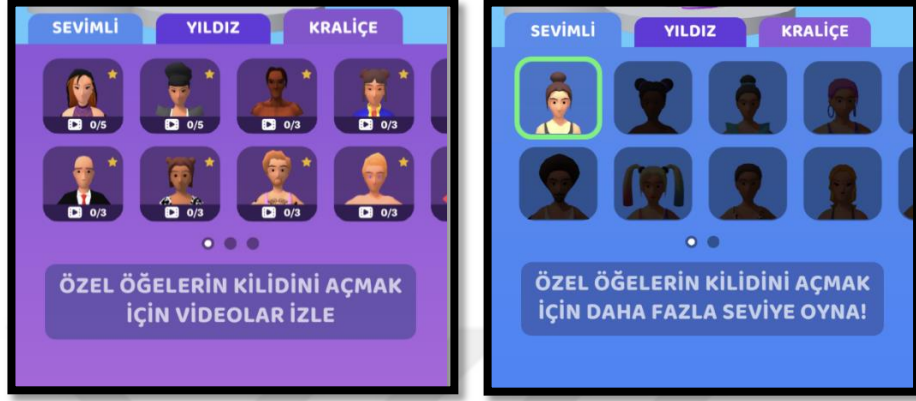 SEVİMLİ YILDIZ KRALİÇE
0/5 0/5 0/3 0/3
0/3 0/3 0/3 0/3
ÖZEL ÖĞELERİN KİLİDİNİ AÇMAK
İÇİN VİDEOLAR İZLE
SEVİMLİ YILDIZ KRALİÇE
ÖZEL ÖĞELERİN KİLİDİNİ AÇMAK
İÇİN DAHA FAZLA SEVİYE OYNA!